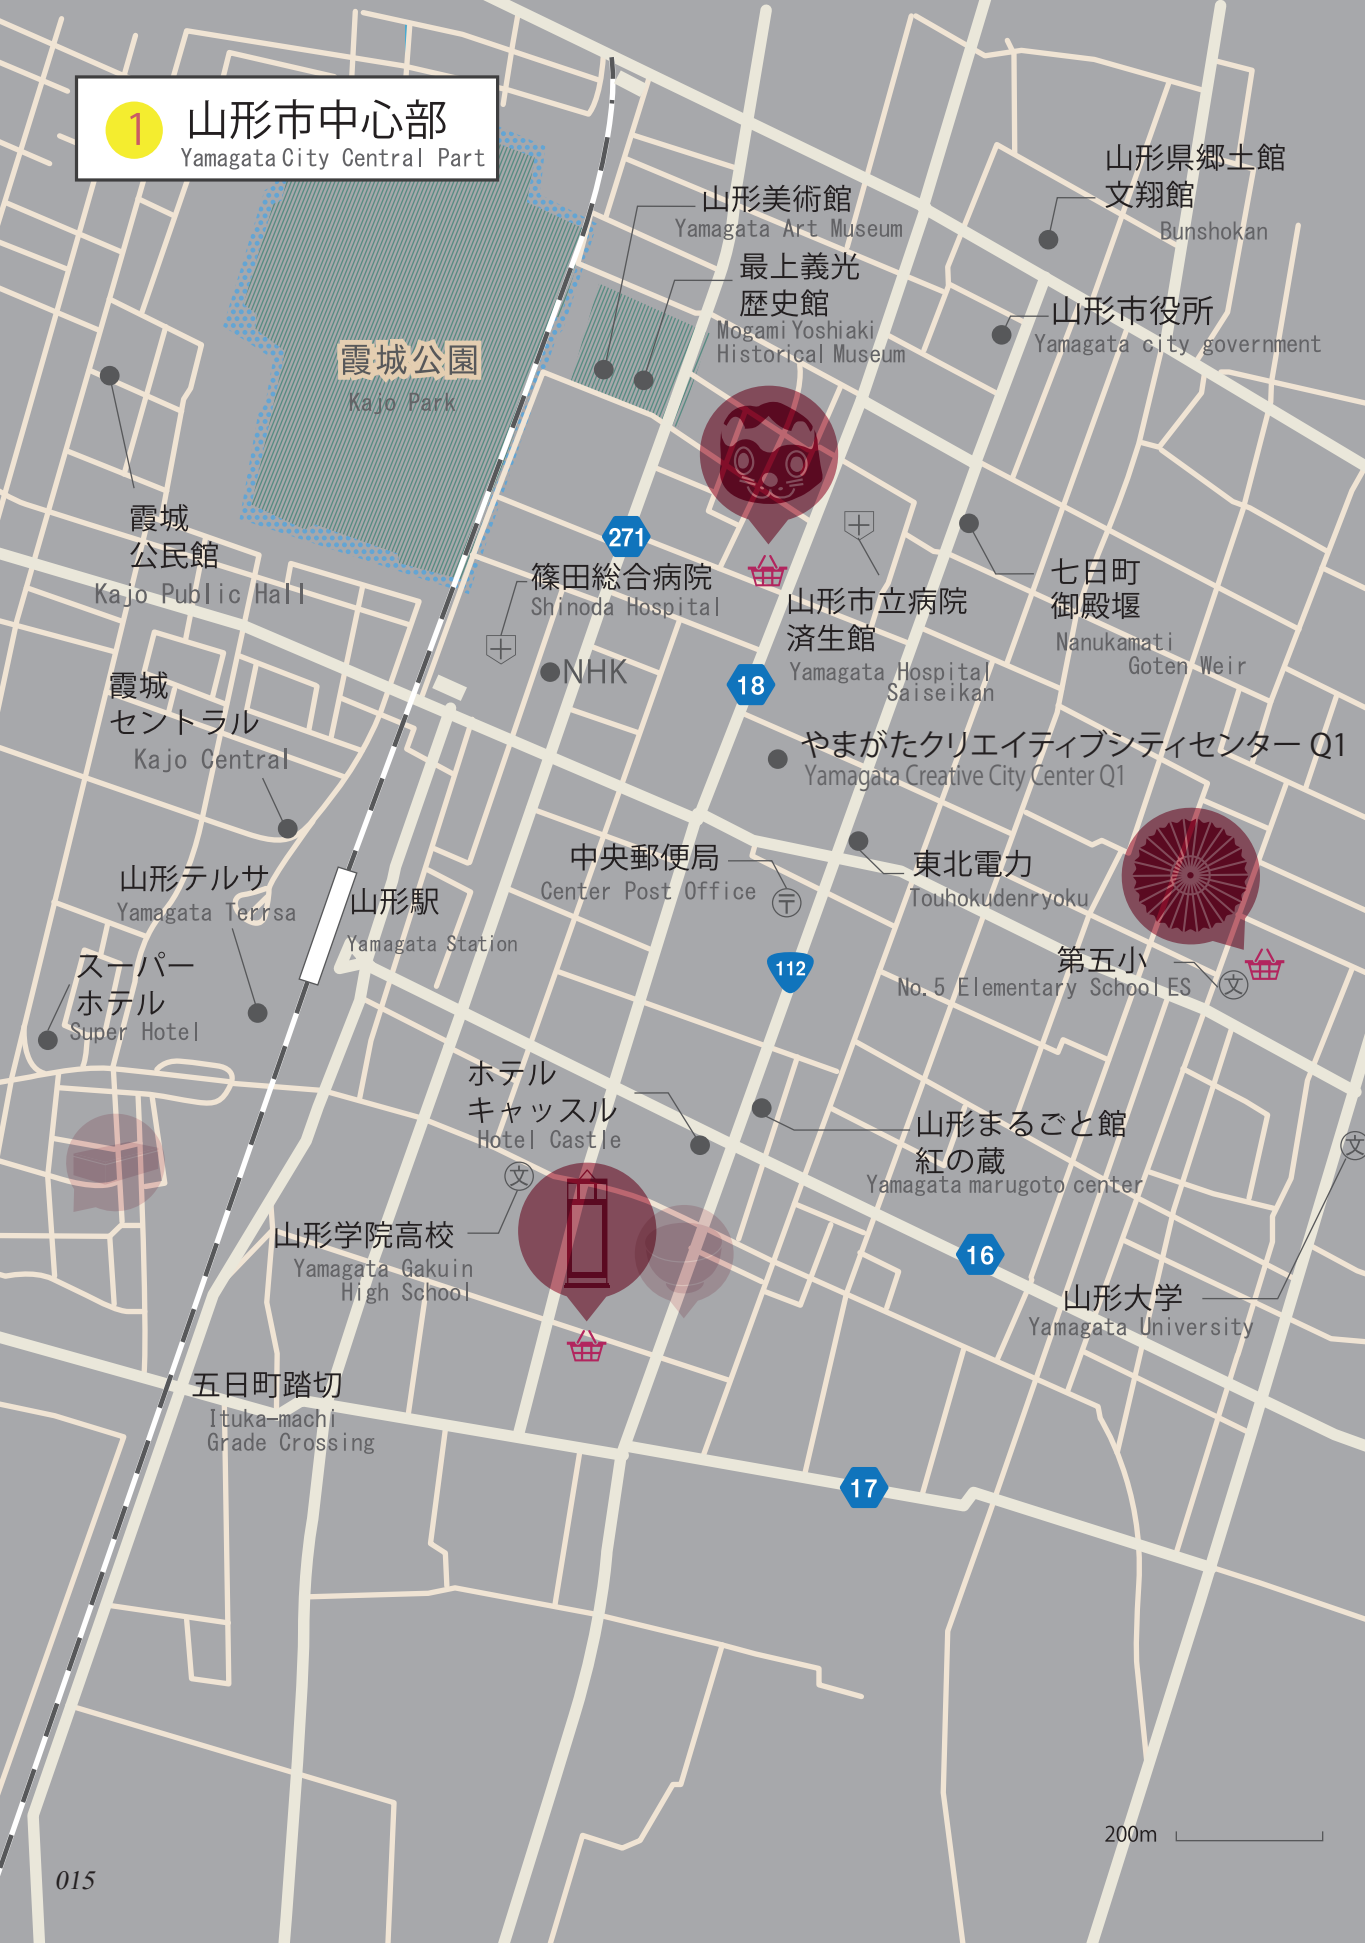 1
山形市中心部
Yamagata City Central Part
山形県郷土館
文翔館
Bunshokan
山形美術館
Yamagata Art Museum
最上義光
歴史館
Mogami Yoshiaki
Historical Museum
山形市役所
Yamagata city government
霞城公園
Kajo Park
霞城
公民館
Kajo Public Hall
271
篠田総合病院
Shinoda Hospital
NHK
山形市立病院
済生館
Yamagata Hospital
Saiseikan
七日町
御殿堰
Nanukamati
Goten Weir
18
霞城
セントラル
Kajo Central
やまがたクリエイティブシティセンター Q1
Yamagata Creative City Center Q1
中央郵便局
Center Post Office
〒
東北電力
Touhokudenryoku
山形テルサ
Yamagata Terrsa
山形駅
Yamagata Station
スーパー
ホテル
Super Hotel
112
第五小
No.5 Elementary School ES
文
ホテル
キャッスル
Hotel Castle
文
山形まるごと館
紅の蔵
Yamagata marugoto center
文
山形学院高校
Yamagata Gakuin
High School
16
山形大学
Yamagata University
五日町踏切
Ituka-machi
Grade Crossing
17
200m
015